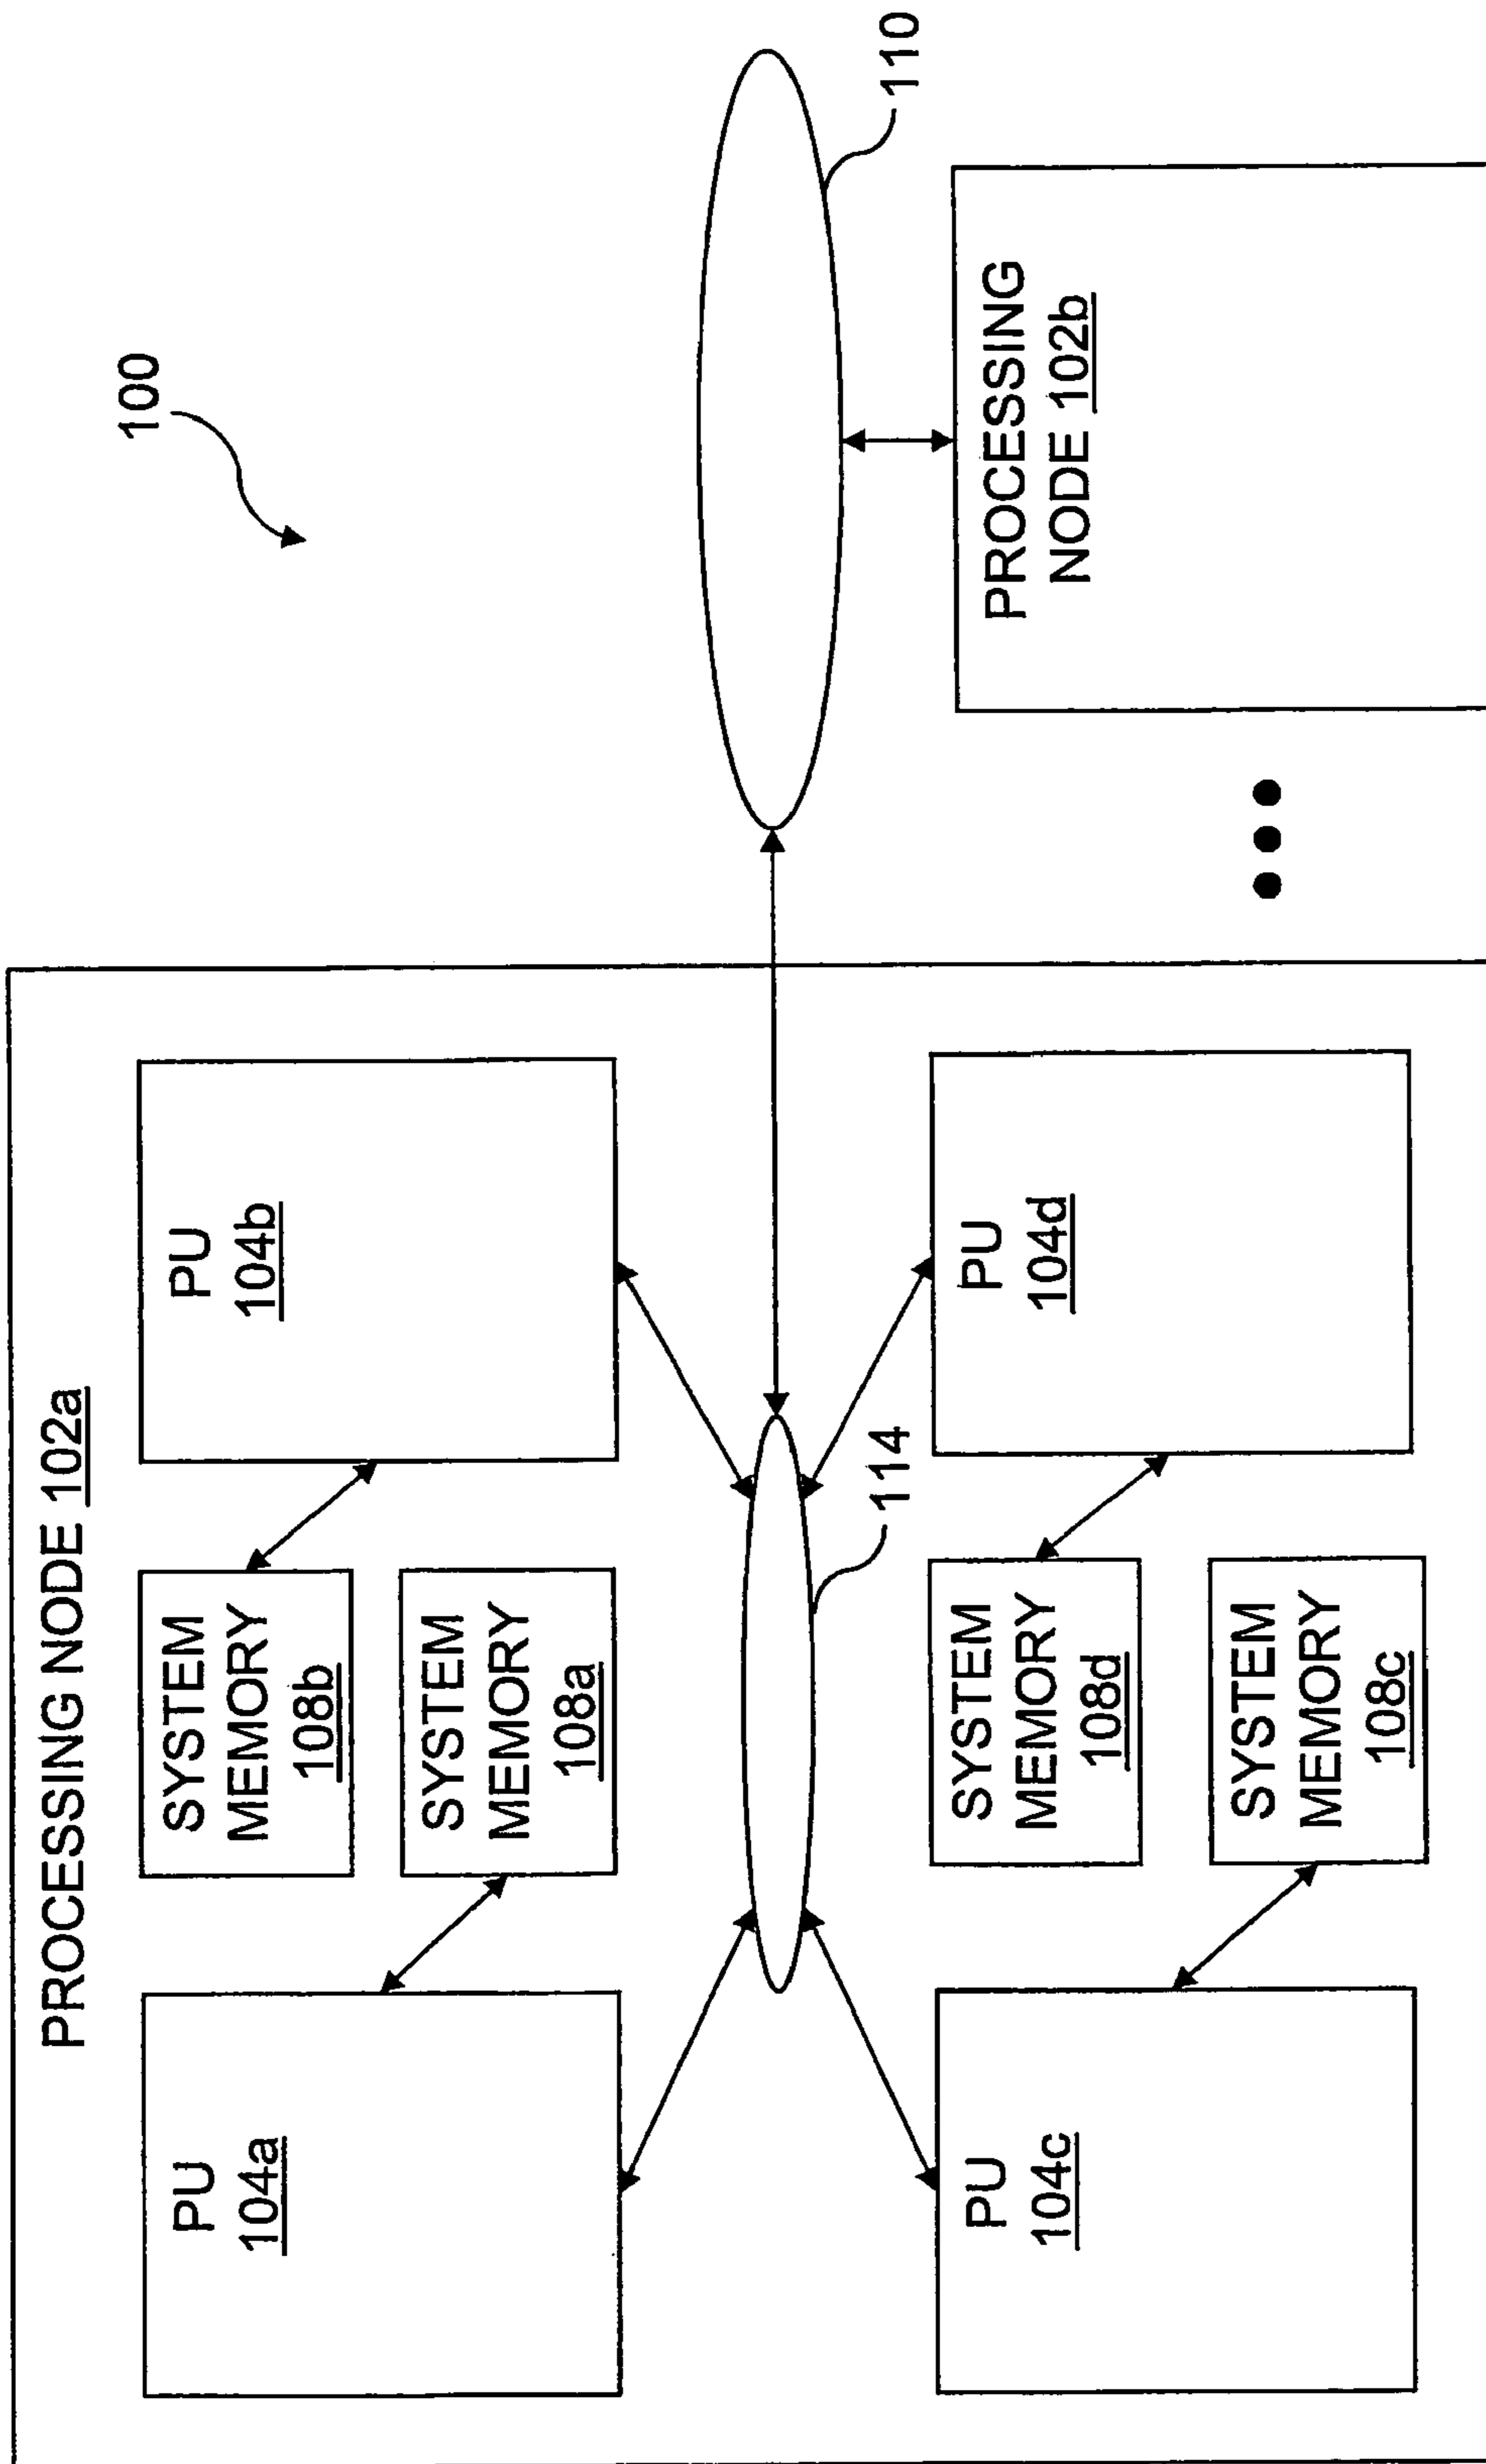 100
PROCESSING NODE 102a
PU
104a
SYSTEM
MEMORY
108b
SYSTEM
MEMORY
108a
PU
104b
114
110
PU
104c
SYSTEM
MEMORY
108d
SYSTEM
MEMORY
108c
PU
104d
PROCESSING
NODE 102b